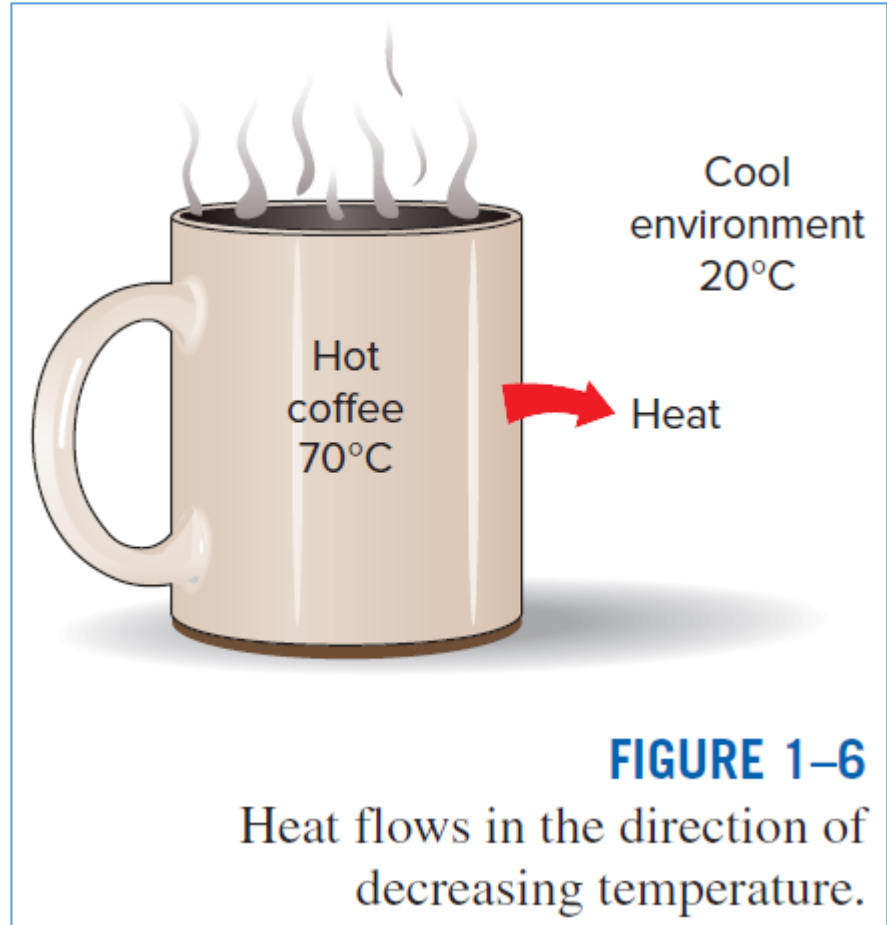 Cool
environment
20°C
Hot
coffee
70°C
Heat
FIGURE 1–6
Heat flows in the direction of
decreasing temperature.